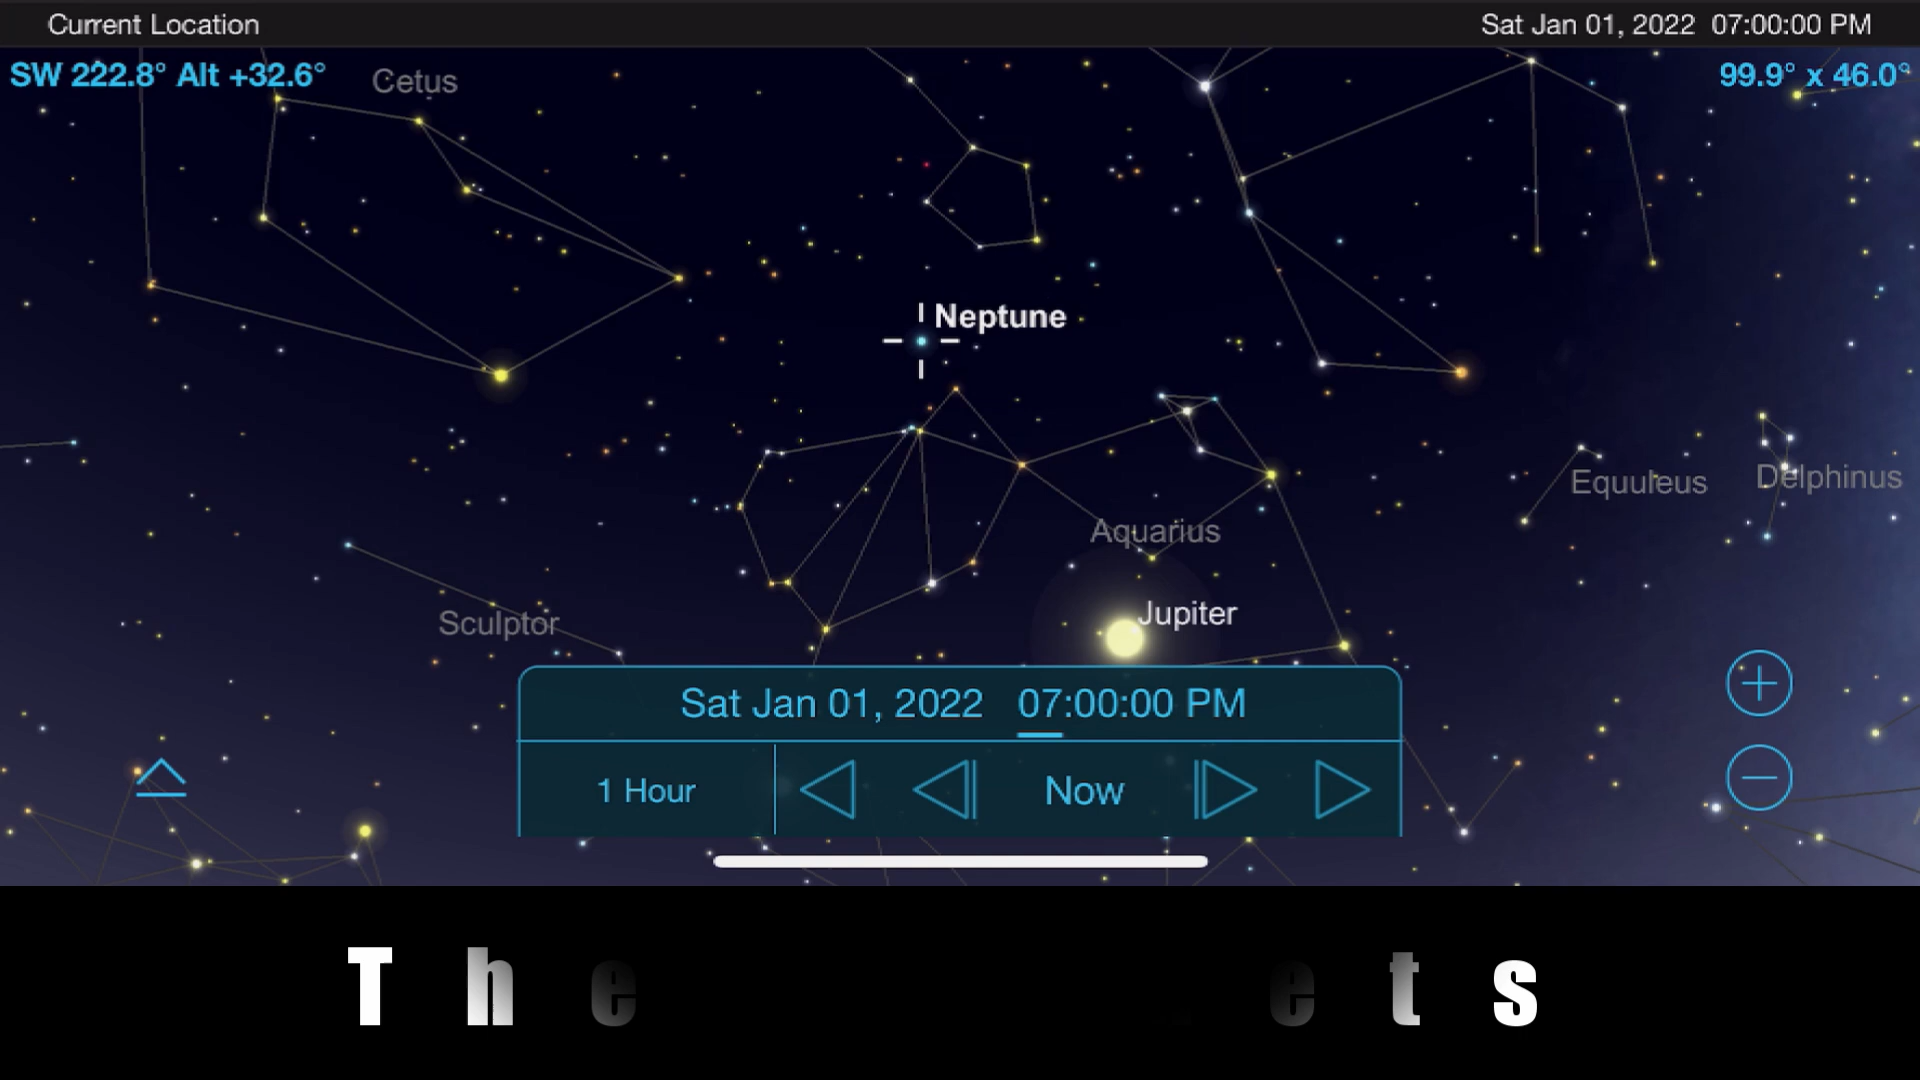 Current Location
Sat Jan 01, 2022 07:00:00 PM
SW 222.8° Alt +32.6°
99.9° x 46.0°
Cetus
Neptune
Equuleus
Delphinus
Aquarius
Jupiter
Sculptor
Sat Jan 01, 2022 07:00:00 PM
1 Hour
Now
The ets